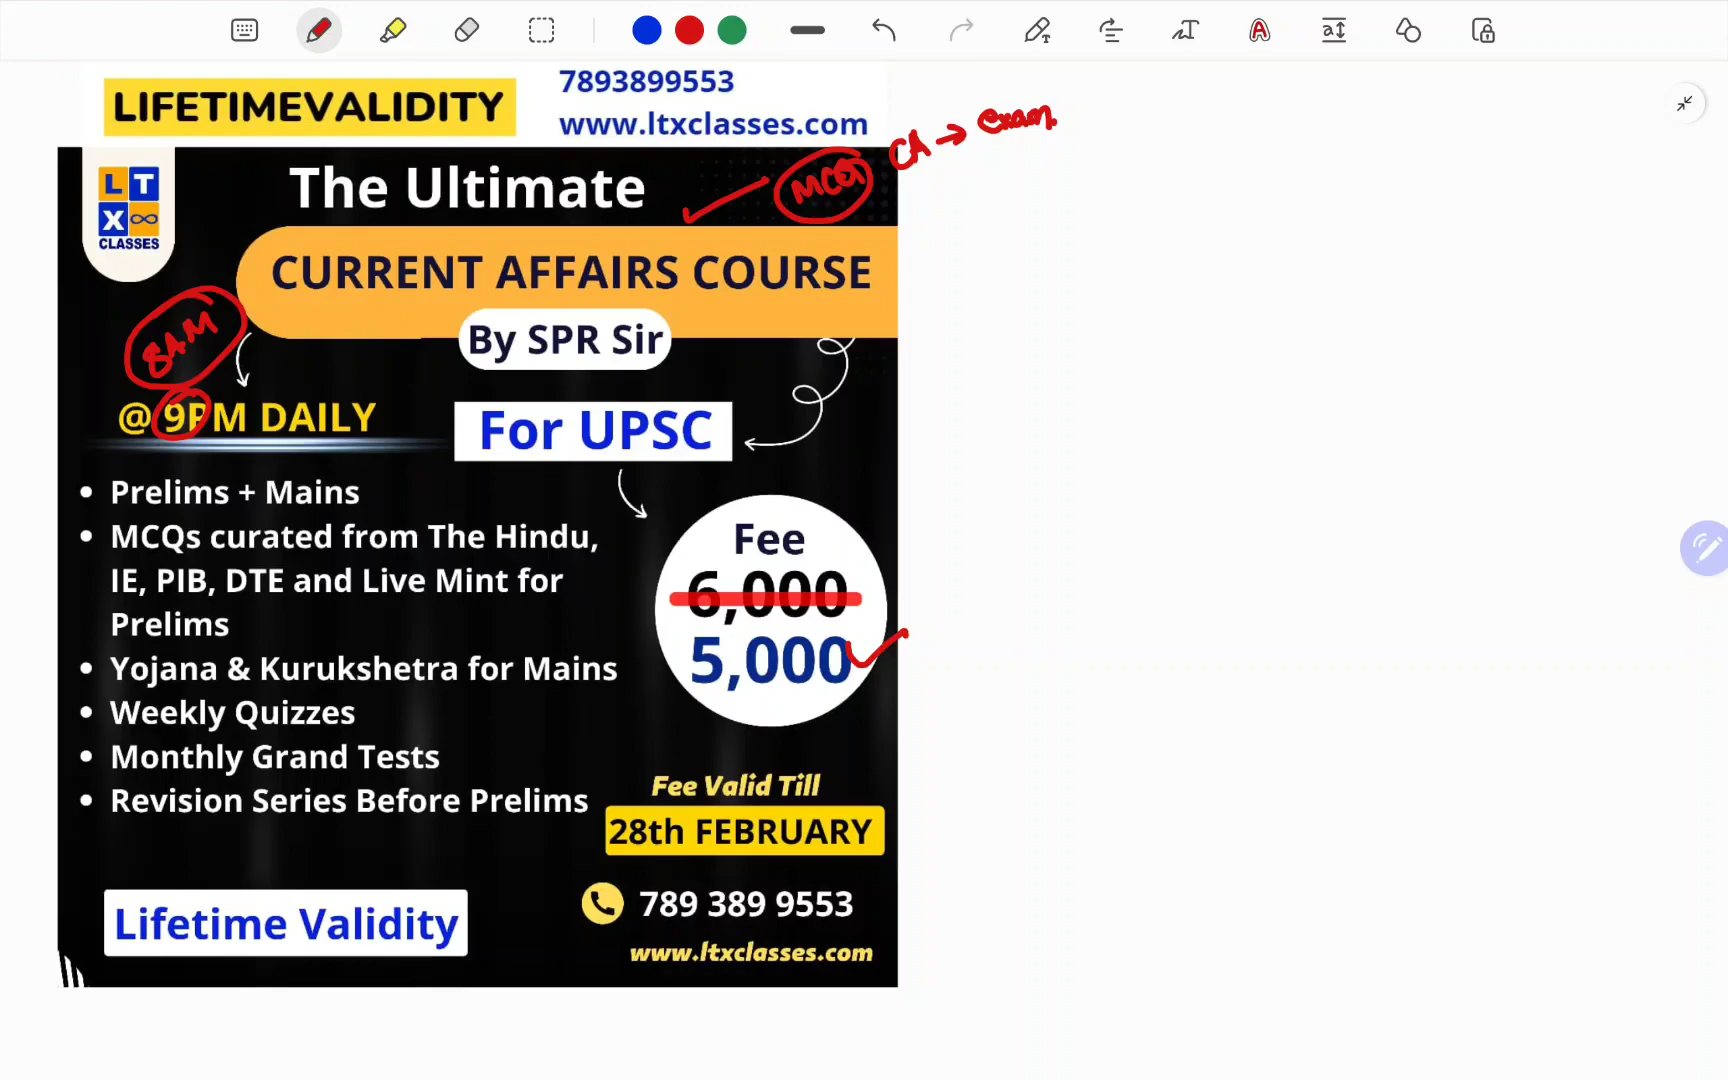 LIFETIMEVALIDITY
7893899553
www.ltxclasses.com
CA → exam.
MCQ
LT
X∞
CLASSES
The Ultimate
CURRENT AFFAIRS COURSE
By SPR Sir
8AM
@ 9PM DAILY
For UPSC
• Prelims + Mains
• MCQs curated from The Hindu,
IE, PIB, DTE and Live Mint for
Prelims
• Yojana & Kurukshetra for Mains
• Weekly Quizzes
• Monthly Grand Tests
• Revision Series Before Prelims
Fee
6,000
5,000
Fee Valid Till
28th FEBRUARY
Lifetime Validity
789 389 9553
www.ltxclasses.com